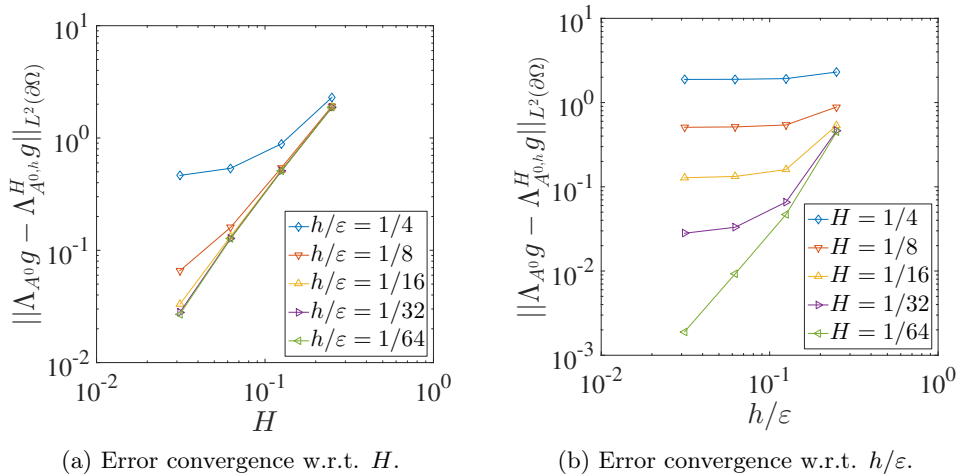 10^1
10^0
10^-1
10^-2
10^-2
10^-1
10^0
||Λ_{A^0} g − Λ^H_{A^{0,h}} g||_{L^2(∂Ω)}
H
h/ε = 1/4
h/ε = 1/8
h/ε = 1/16
h/ε = 1/32
h/ε = 1/64
(a) Error convergence w.r.t. H.
10^1
10^0
10^-1
10^-2
10^-3
10^-2
10^-1
10^0
||Λ_{A^0} g − Λ^H_{A^{0,h}} g||_{L^2(∂Ω)}
h/ε
H = 1/4
H = 1/8
H = 1/16
H = 1/32
H = 1/64
(b) Error convergence w.r.t. h/ε.